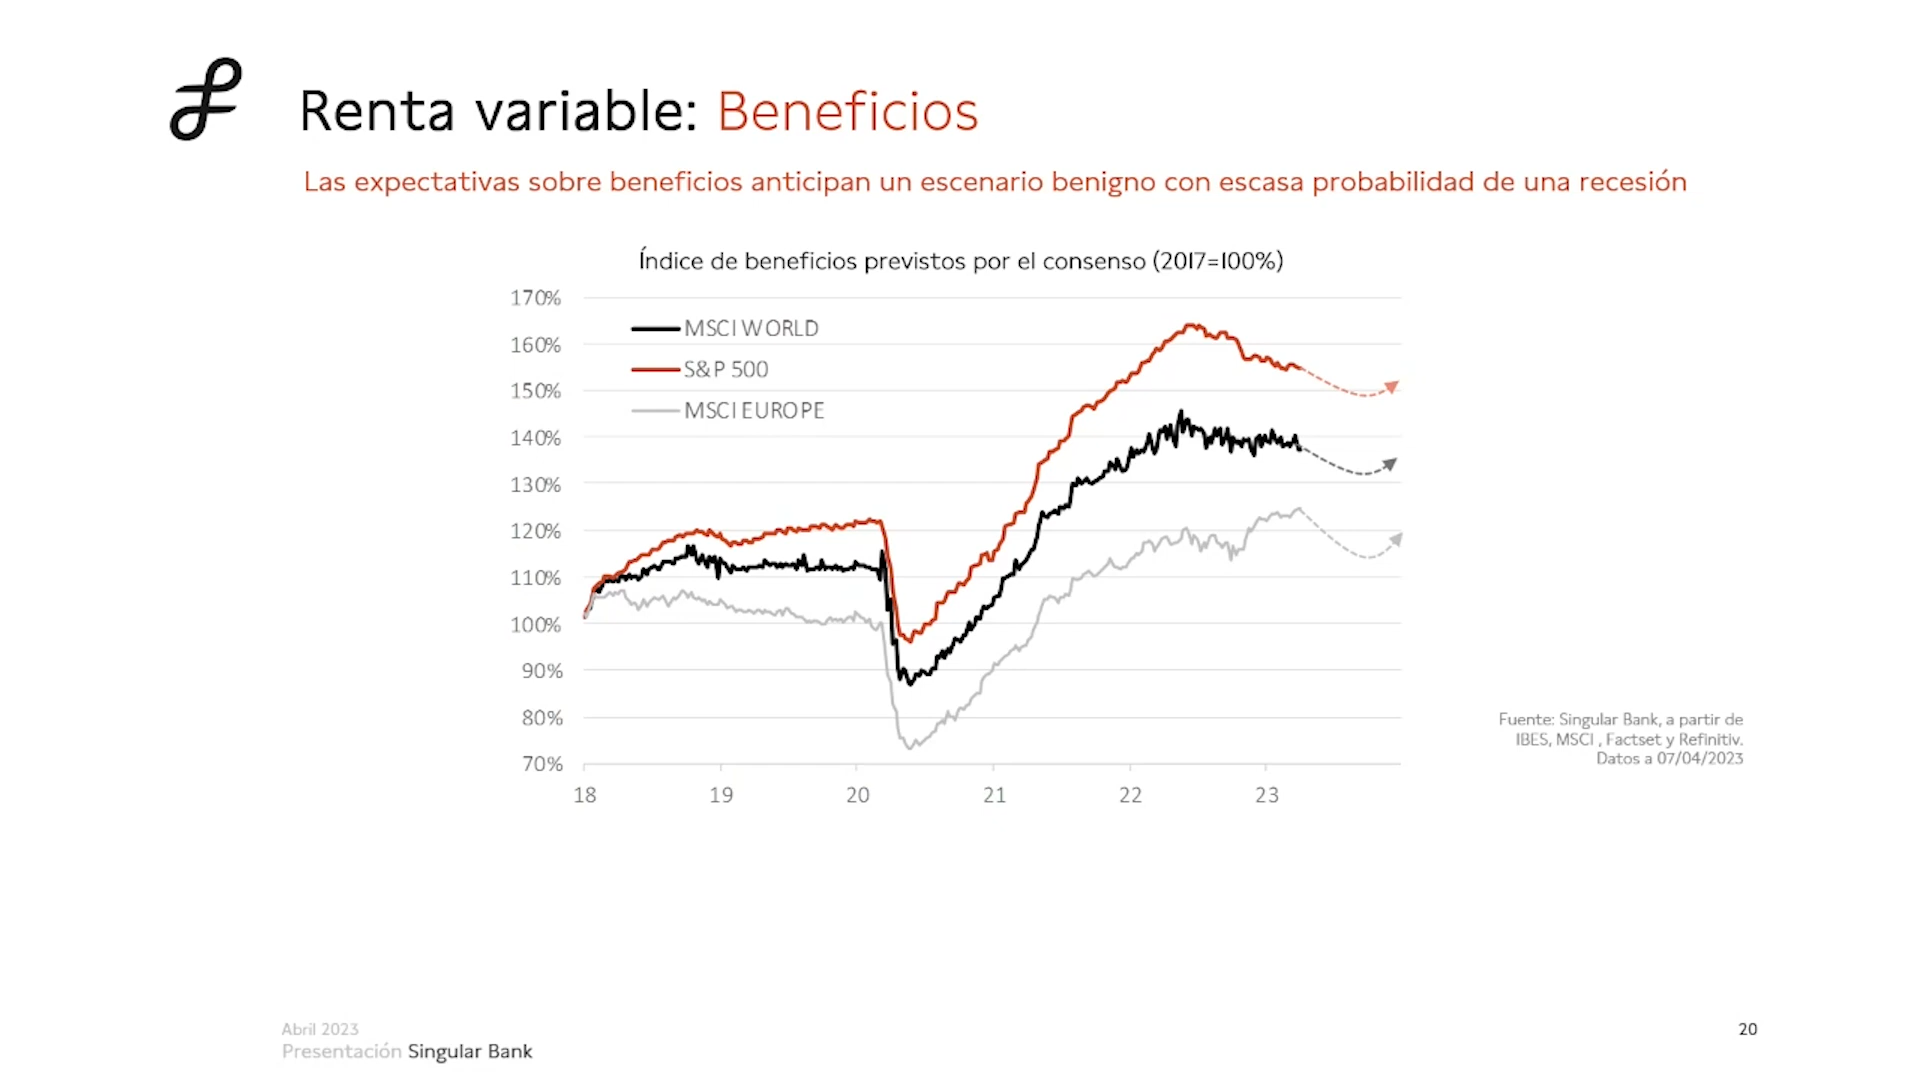 Renta variable: Beneficios
Las expectativas sobre beneficios anticipan un escenario benigno con escasa probabilidad de una recesión
Índice de beneficios previstos por el consenso (2017=100%)
170%
160%
150%
140%
130%
120%
110%
100%
90%
80%
70%
MSCI WORLD
S&P 500
MSCI EUROPE
18 19 20 21 22 23
Fuente: Singular Bank, a partir de
IBES, MSCI , Factset y Refinitiv.
Datos a 07/04/2023
Abril 2023
Presentación Singular Bank
20